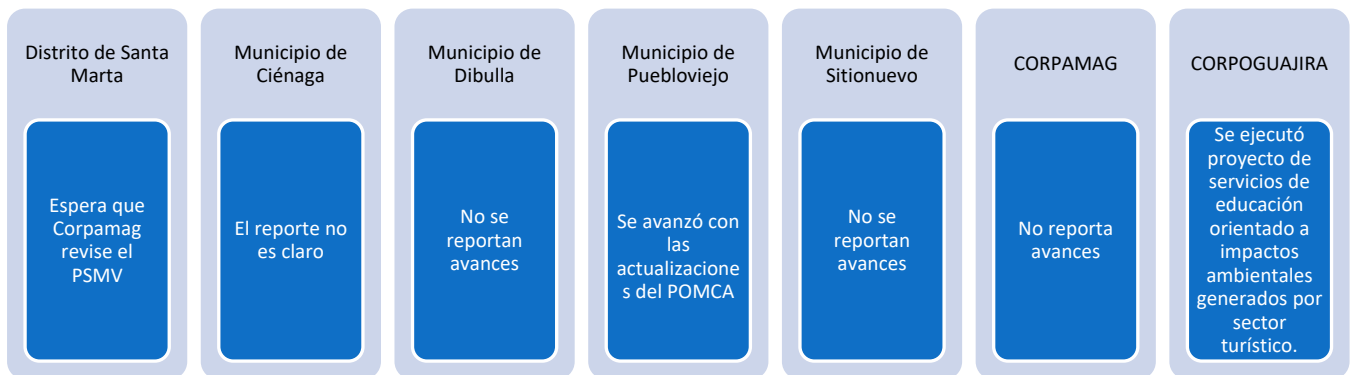 Distrito de Santa
Marta
Espera que
Corpamag
revise el
PSMV
Municipio de
Ciénaga
El reporte no
es claro
Municipio de
Dibulla
No se
reportan
avances
Municipio de
Puebloviejo
Se avanzó con
las
actualizacione
s del POMCA
Municipio de
Sitionuevo
No se
reportan
avances
CORPAMAG
No reporta
avances
CORPOGUAJIRA
Se ejecutó
proyecto de
servicios de
educación
orientado a
impactos
ambientales
generados por
sector
turístico.